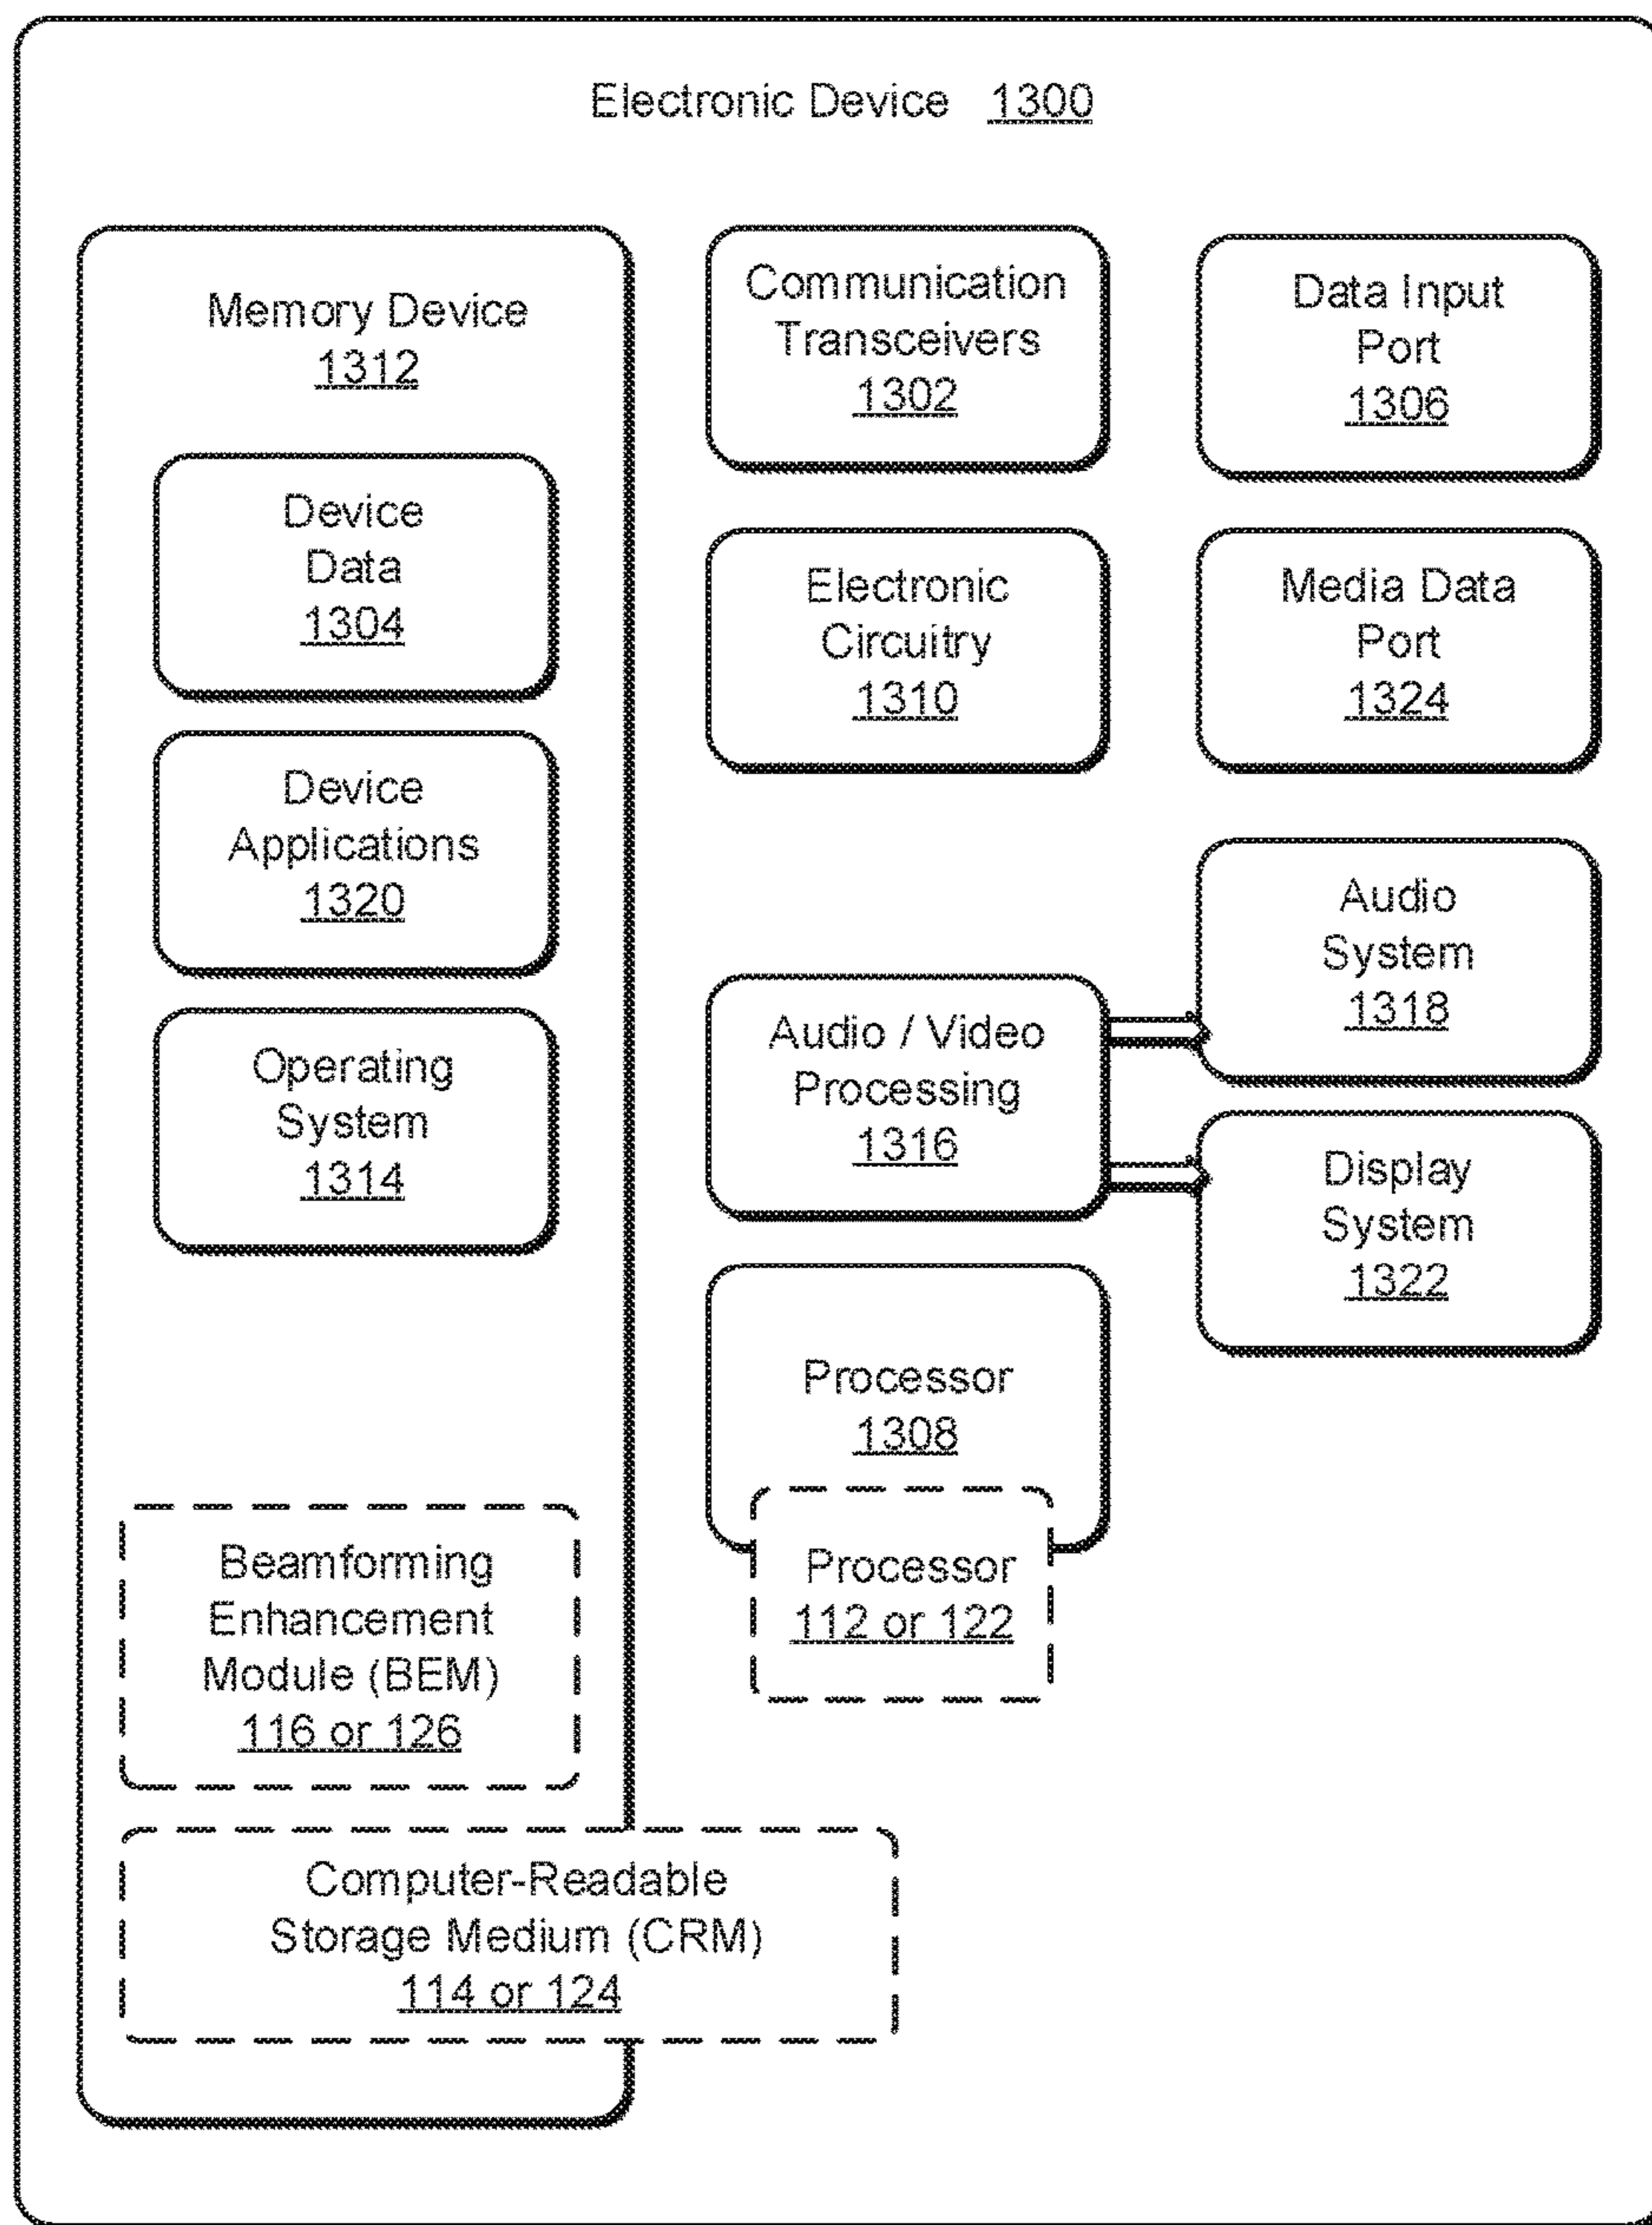 Electronic Device 1300
Memory Device
1312
Device
Data
1304
Device
Applications
1320
Operating
System
1314
Beamforming
Enhancement
Module (BEM)
116 or 126
Computer-Readable
Storage Medium (CRM)
114 or 124
Communication
Transceivers
1302
Electronic
Circuitry
1310
Audio / Video
Processing
1316
Processor
1308
Processor
112 or 122
Data Input
Port
1306
Media Data
Port
1324
Audio
System
1318
Display
System
1322